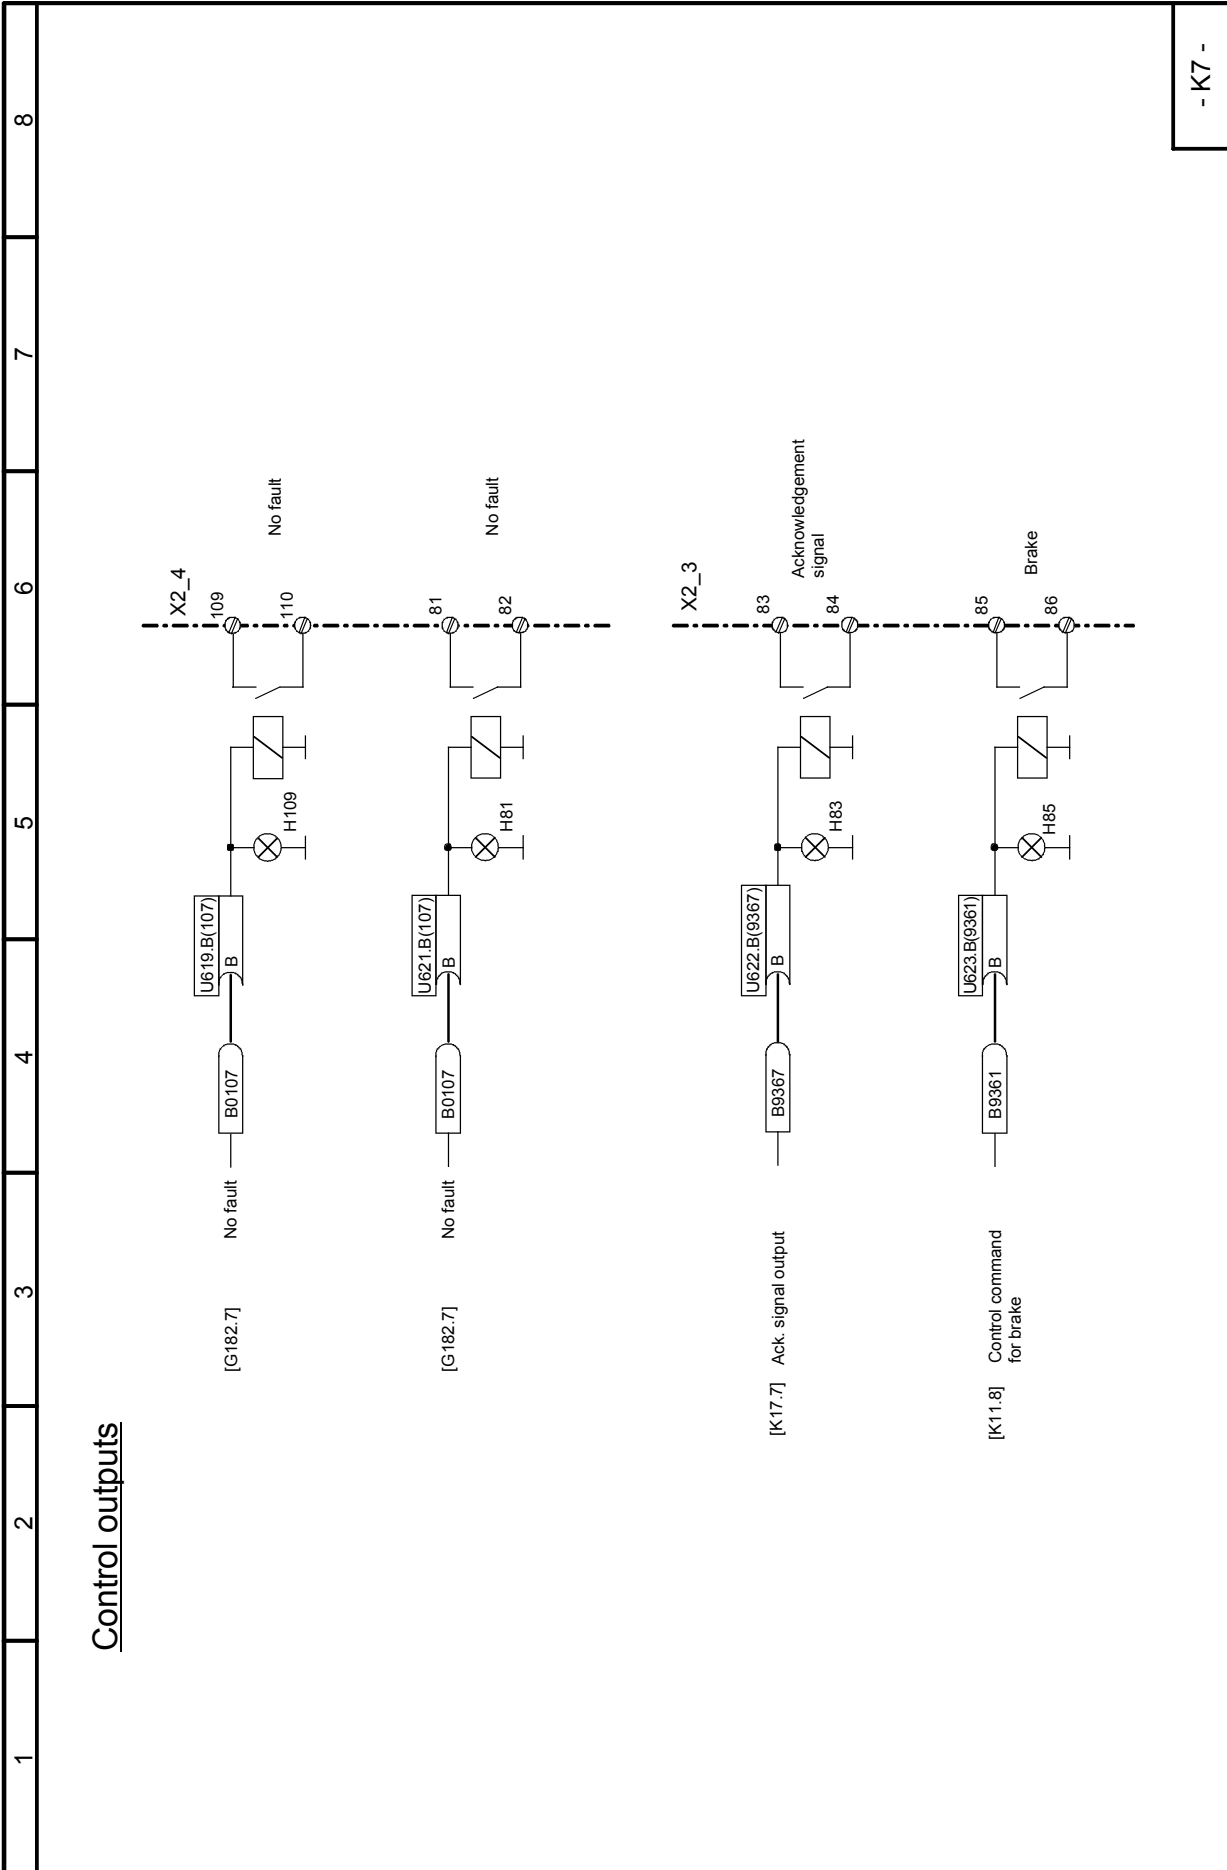 1
2
3
4
5
6
7
8
Control outputs
X2_4
[G182.7]
No fault
B0107
U619.B(107)
B
H109
109
110
No fault
[G182.7]
No fault
B0107
U621.B(107)
B
H81
81
82
No fault
X2_3
[K17.7]
Ack. signal output
B9367
U622.B(9367)
B
H83
83
84
Acknowledgement
signal
[K11.8]
Control command
for brake
B9361
U623.B(9361)
B
H85
85
86
Brake
- K7 -